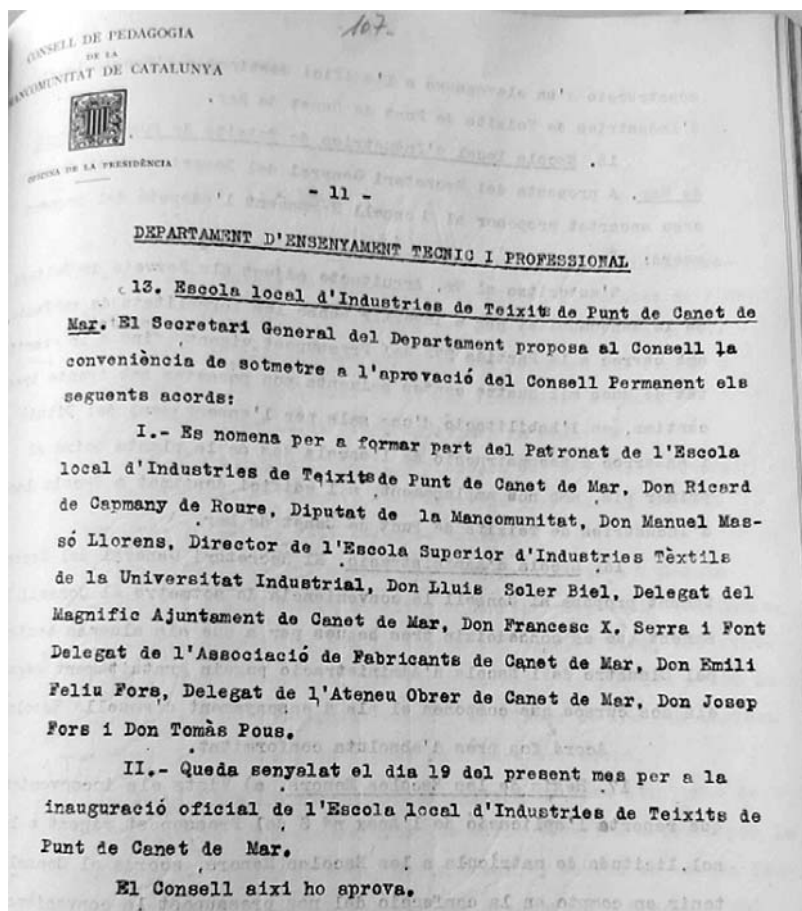 107.
CONSELL DE PEDAGOGIA
DE LA
MANCOMUNITAT DE CATALUNYA
OFICINA DE LA PRESIDÈNCIA
- 11 -
DEPARTAMENT D'ENSENYAMENT TECNIC I PROFESSIONAL
13. Escola local d'Industries de Teixits de Punt de Canet de
Mar. El Secretari General del Departament proposa al Consell la
conveniència de sotmetre a l'aprovació del Consell Permanent els
seguents acords:
I.- Es nomena per a formar part del Patronat de l'Escola
local d'Industries de Teixits de Punt de Canet de Mar, Don Ricard
de Capmany de Roure, Diputat de la Mancomunitat, Don Manuel Mas-
só Llorens, Director de l'Escola Superior d'Industries Tèxtils
de la Universitat Industrial, Don Lluis Soler Biel, Delegat del
Magnific Ajuntament de Canet de Mar, Don Francesc X. Serra i Font
Delegat de l'Associació de Fabricants de Canet de Mar, Don Emili
Feliu Fors, Delegat de l'Ateneu Obrer de Canet de Mar, Don Josep
Fors i Don Tomàs Pous.
II.- Queda senyalat el dia 19 del present mes per a la
inauguració oficial de l'Escola local d'Industries de Teixits de
Punt de Canet de Mar.
El Consell aixi ho aprova.